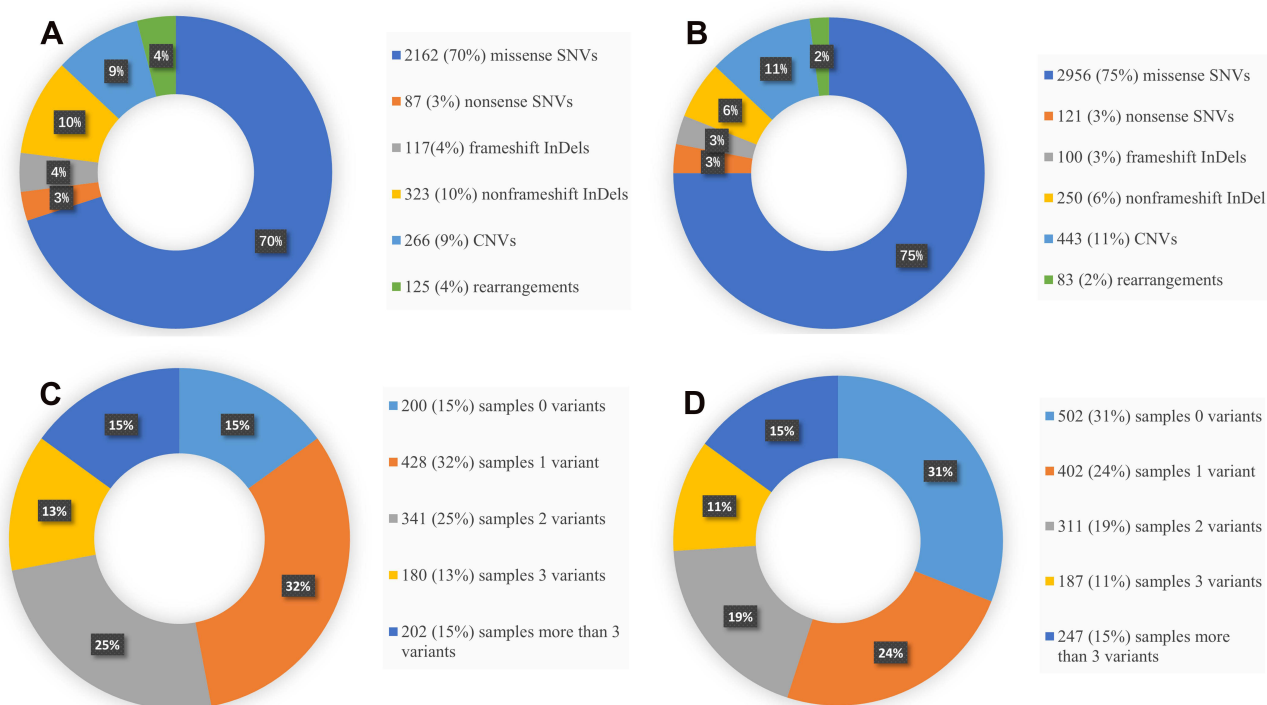 A
4%
9%
10%
4%
3%
70%
2162 (70%) missense SNVs
87 (3%) nonsense SNVs
117(4%) frameshift InDels
323 (10%) nonframeshift InDels
266 (9%) CNVs
125 (4%) rearrangements
B
2%
11%
6%
3%
3%
75%
2956 (75%) missense SNVs
121 (3%) nonsense SNVs
100 (3%) frameshift InDels
250 (6%) nonframeshift InDel
443 (11%) CNVs
83 (2%) rearrangements
C
15%
15%
13%
32%
25%
200 (15%) samples 0 variants
428 (32%) samples 1 variant
341 (25%) samples 2 variants
180 (13%) samples 3 variants
202 (15%) samples more than 3
variants
D
15%
31%
11%
19%
24%
502 (31%) samples 0 variants
402 (24%) samples 1 variant
311 (19%) samples 2 variants
187 (11%) samples 3 variants
247 (15%) samples more
than 3 variants